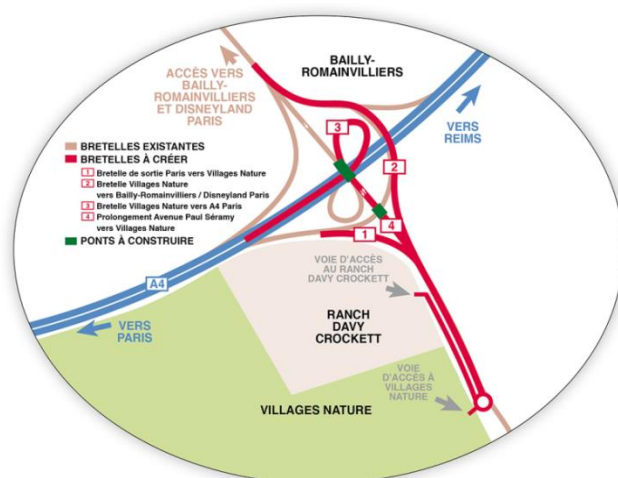 BAILLY-
ROMAINVILLIERS
ACCÈS VERS
BAILLY-
ROMAINVILLIERS
ET DISNEYLAND
PARIS
VERS
REIMS
BRETELLES EXISTANTES
BRETELLES À CRÉER
1 Bretelle de sortie Paris vers Villages Nature
2 Bretelle Villages Nature
vers Bailly-Romainvilliers / Disneyland Paris
3 Bretelle Villages Nature vers A4 Paris
4 Prolongement Avenue Paul Séramy
vers Villages Nature
PONTS À CONSTRUIRE
3
2
4
1
A4
VERS
PARIS
VOIE D'ACCÈS
AU RANCH
DAVY CROCKETT
RANCH
DAVY
CROCKETT
VOIE
D'ACCÈS À
VILLAGES
NATURE
VILLAGES NATURE